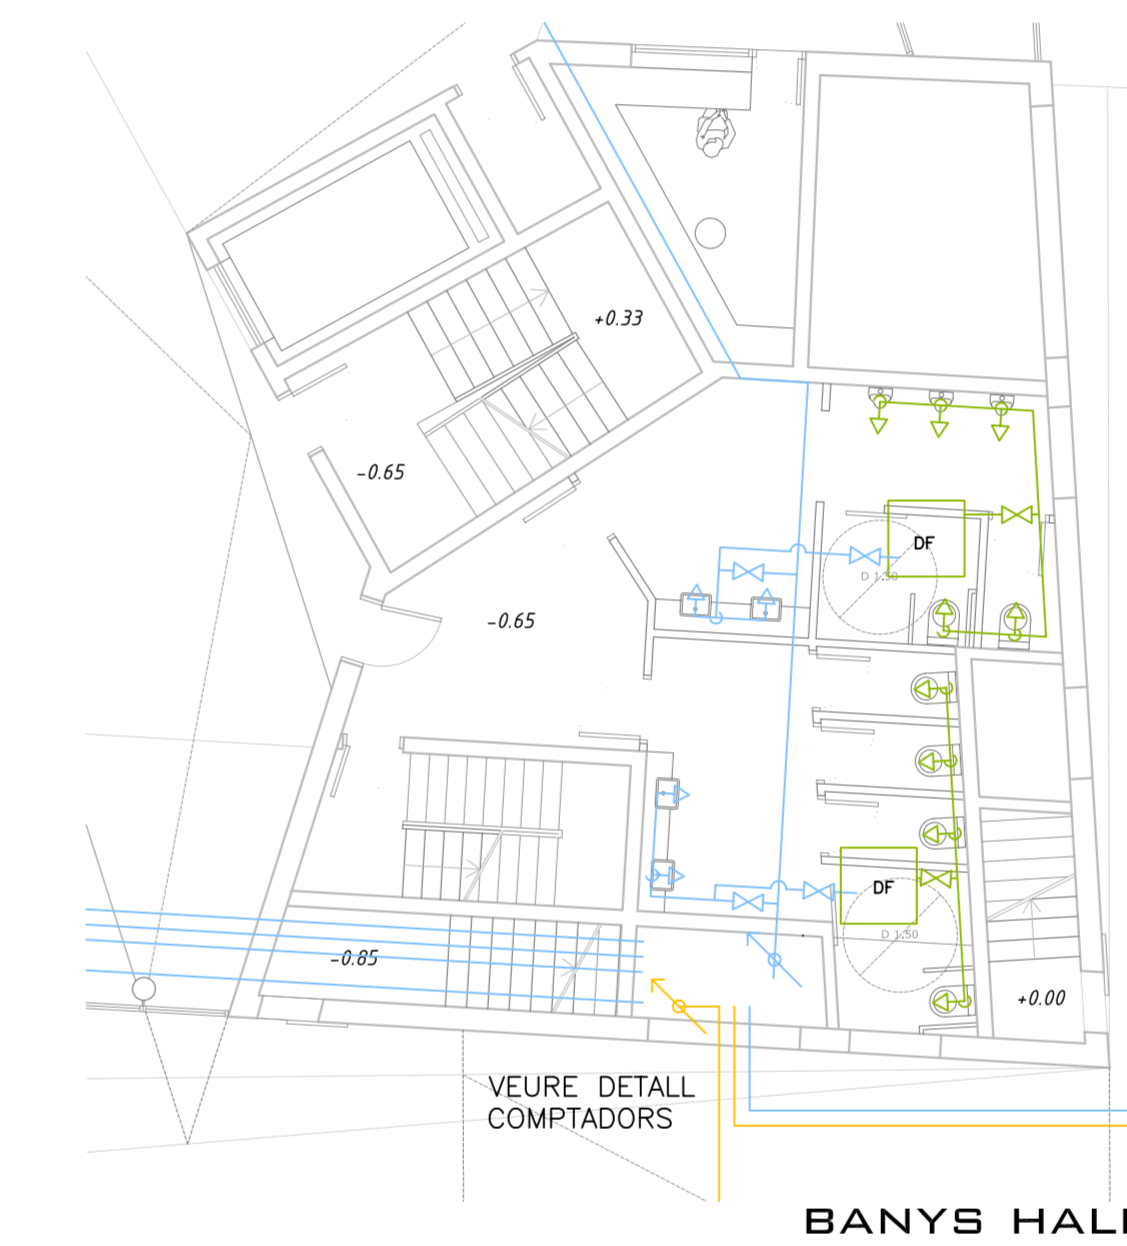 +0.33
-0.65
DF
D 1.50
-0.65
DF
D 1.50
-0.85
+0.00
VEURE DETALL
COMPTADORS
BANYS HALL